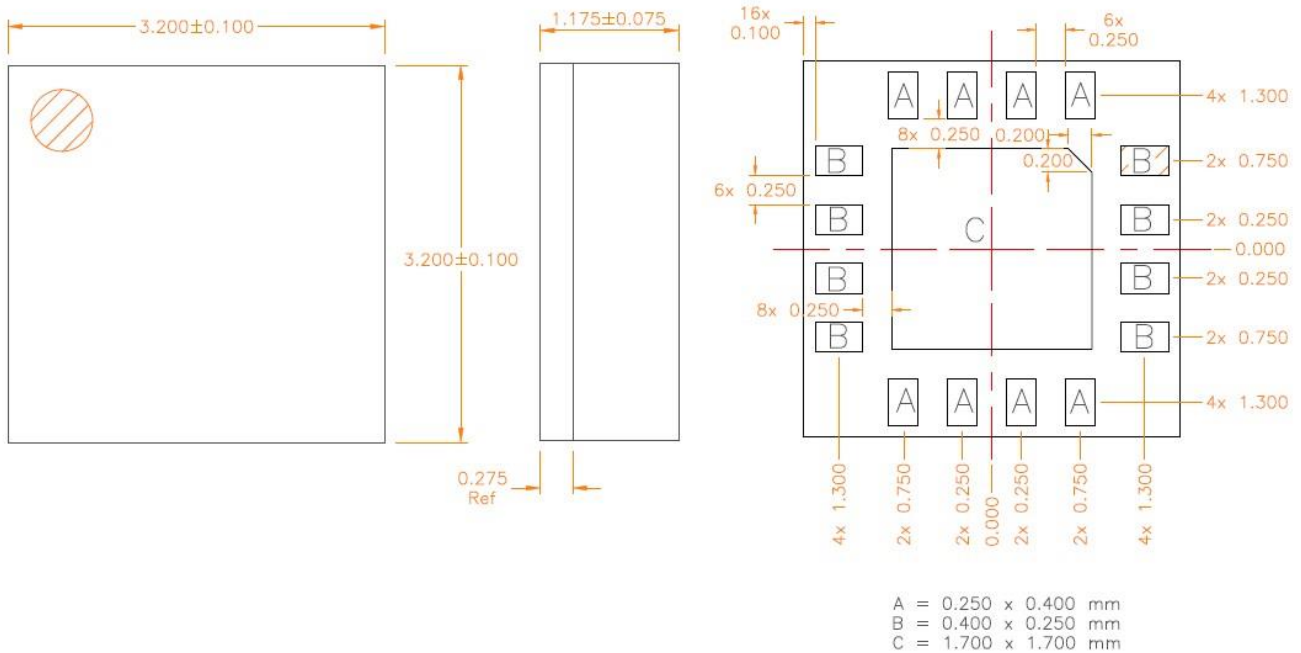 3.200±0.100
3.200±0.100
1.175±0.075
0.275
Ref
16x
0.100
6x
0.250
A
A
A
A
4x 1.300
8x 0.250
0.200
0.200
B
B
2x 0.750
6x 0.250
B
B
2x 0.250
C
0.000
B
B
2x 0.250
8x 0.250
B
B
2x 0.750
A
A
A
A
4x 1.300
4x 1.300
2x 0.750
2x 0.250
0.000
2x 0.250
2x 0.750
4x 1.300
A = 0.250 x 0.400 mm
B = 0.400 x 0.250 mm
C = 1.700 x 1.700 mm